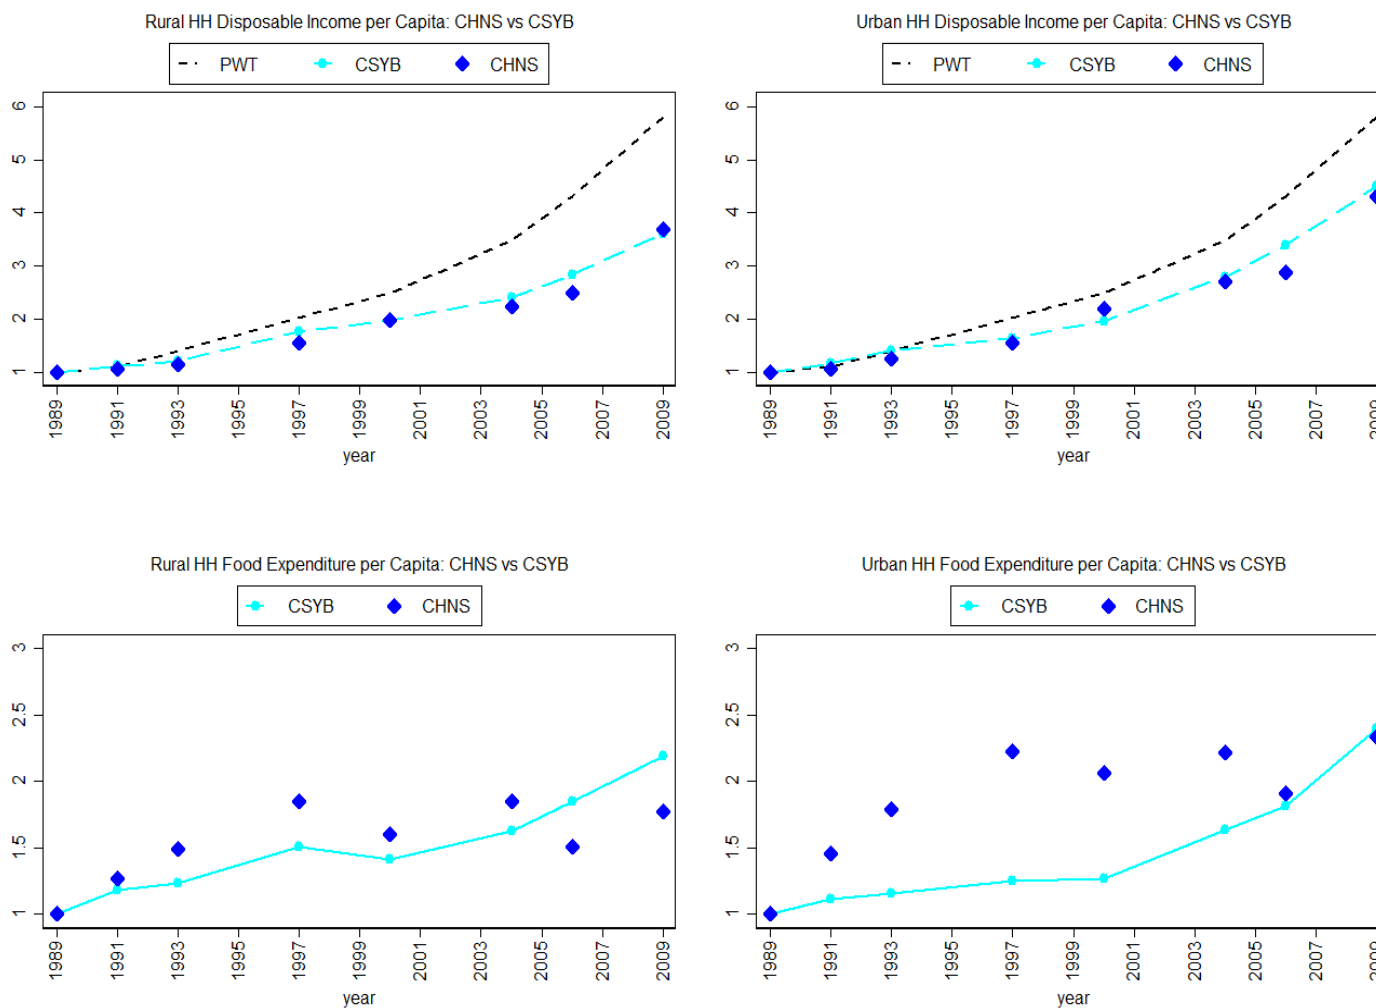 Rural HH Disposable Income per Capita: CHNS vs CSYB
PWT CSYB CHNS
6
5
4
3
2
1
1989 1991 1993 1995 1997 1999 2001 2003 2005 2007 2009
year
Urban HH Disposable Income per Capita: CHNS vs CSYB
PWT CSYB CHNS
6
5
4
3
2
1
1989 1991 1993 1995 1997 1999 2001 2003 2005 2007 2009
year
Rural HH Food Expenditure per Capita: CHNS vs CSYB
CSYB CHNS
3
2.5
2
1.5
1
1989 1991 1993 1995 1997 1999 2001 2003 2005 2007 2009
year
Urban HH Food Expenditure per Capita: CHNS vs CSYB
CSYB CHNS
3
2.5
2
1.5
1
1989 1991 1993 1995 1997 1999 2001 2003 2005 2007 2009
year